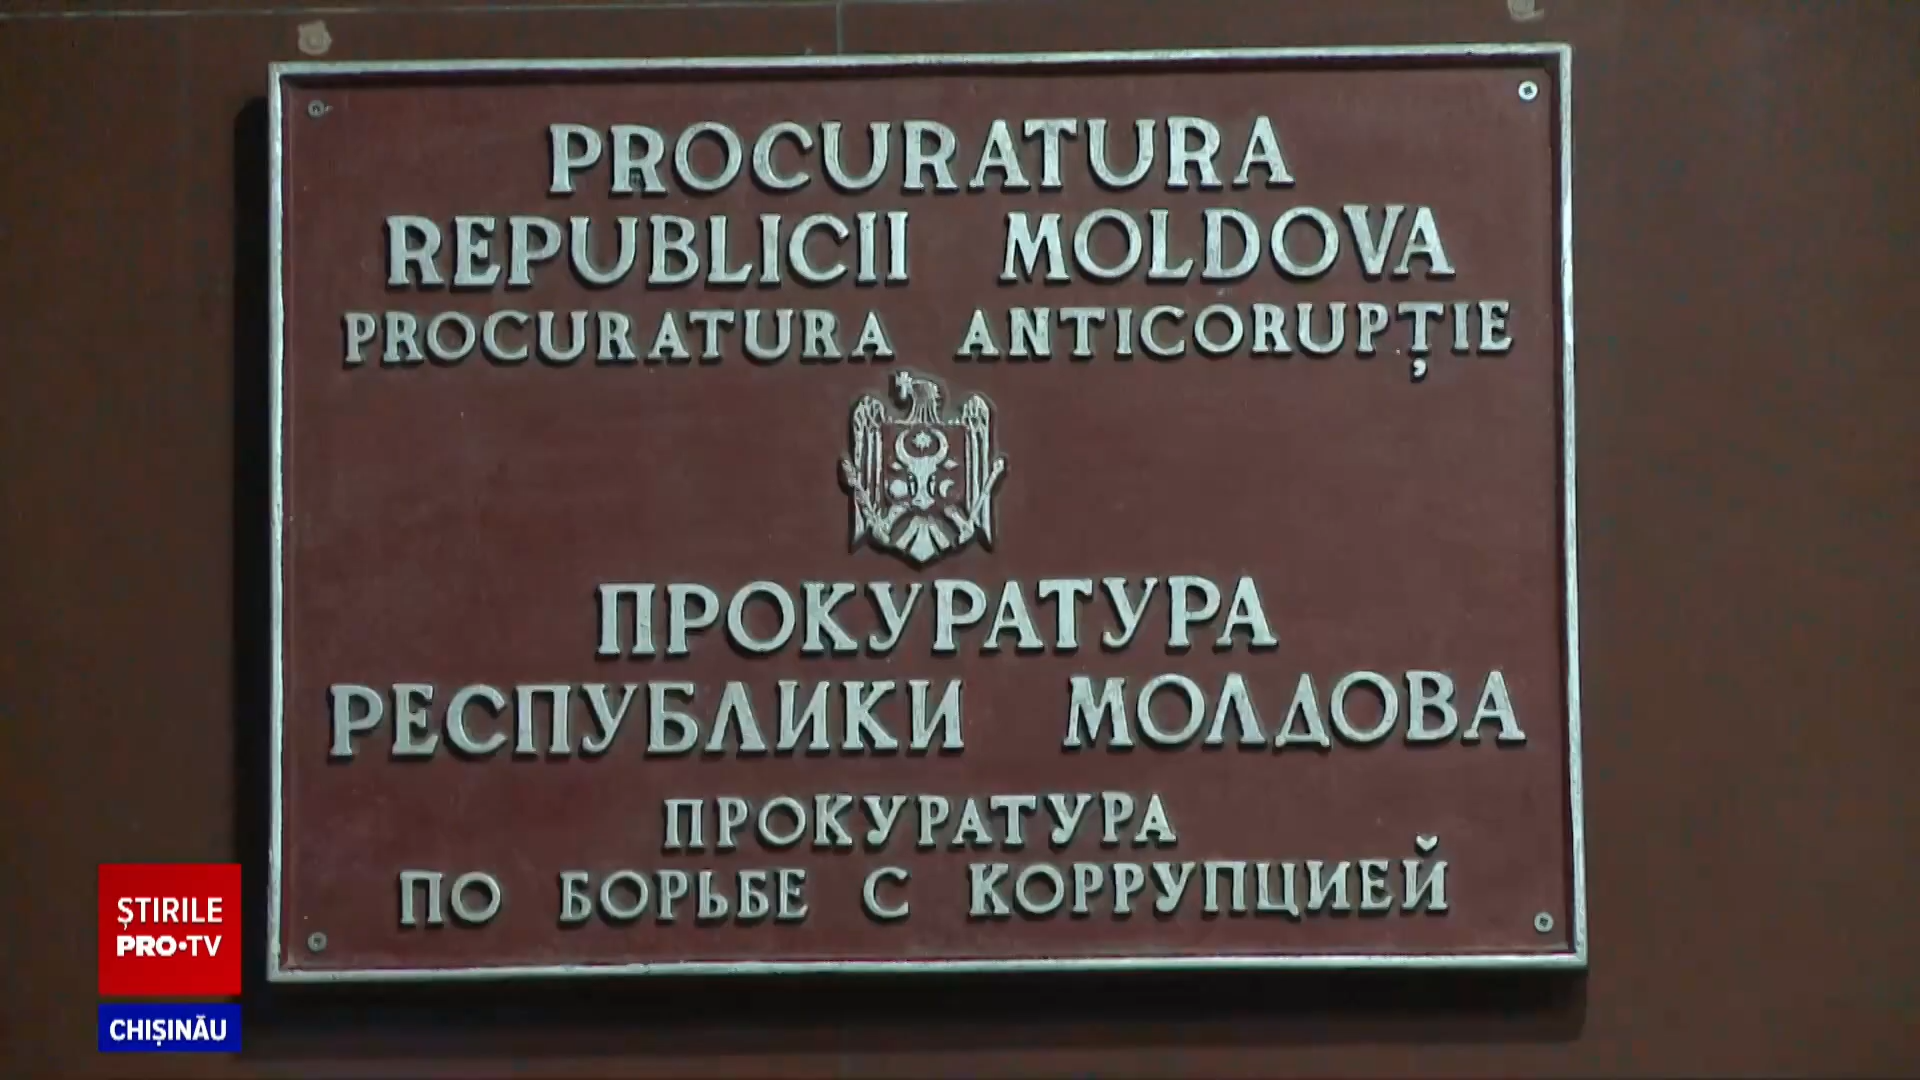 PROCURATURA
REPUBLICII MOLDOVA
PROCURATURA ANTICORUPȚIE
ПРОКУРАТУРА
РЕСПУБЛИКИ МОЛДОВА
ПРОКУРАТУРА
ПО БОРЬБЕ С КОРРУПЦИЕЙ
ȘTIRILE
PRO•TV
CHIȘINĂU